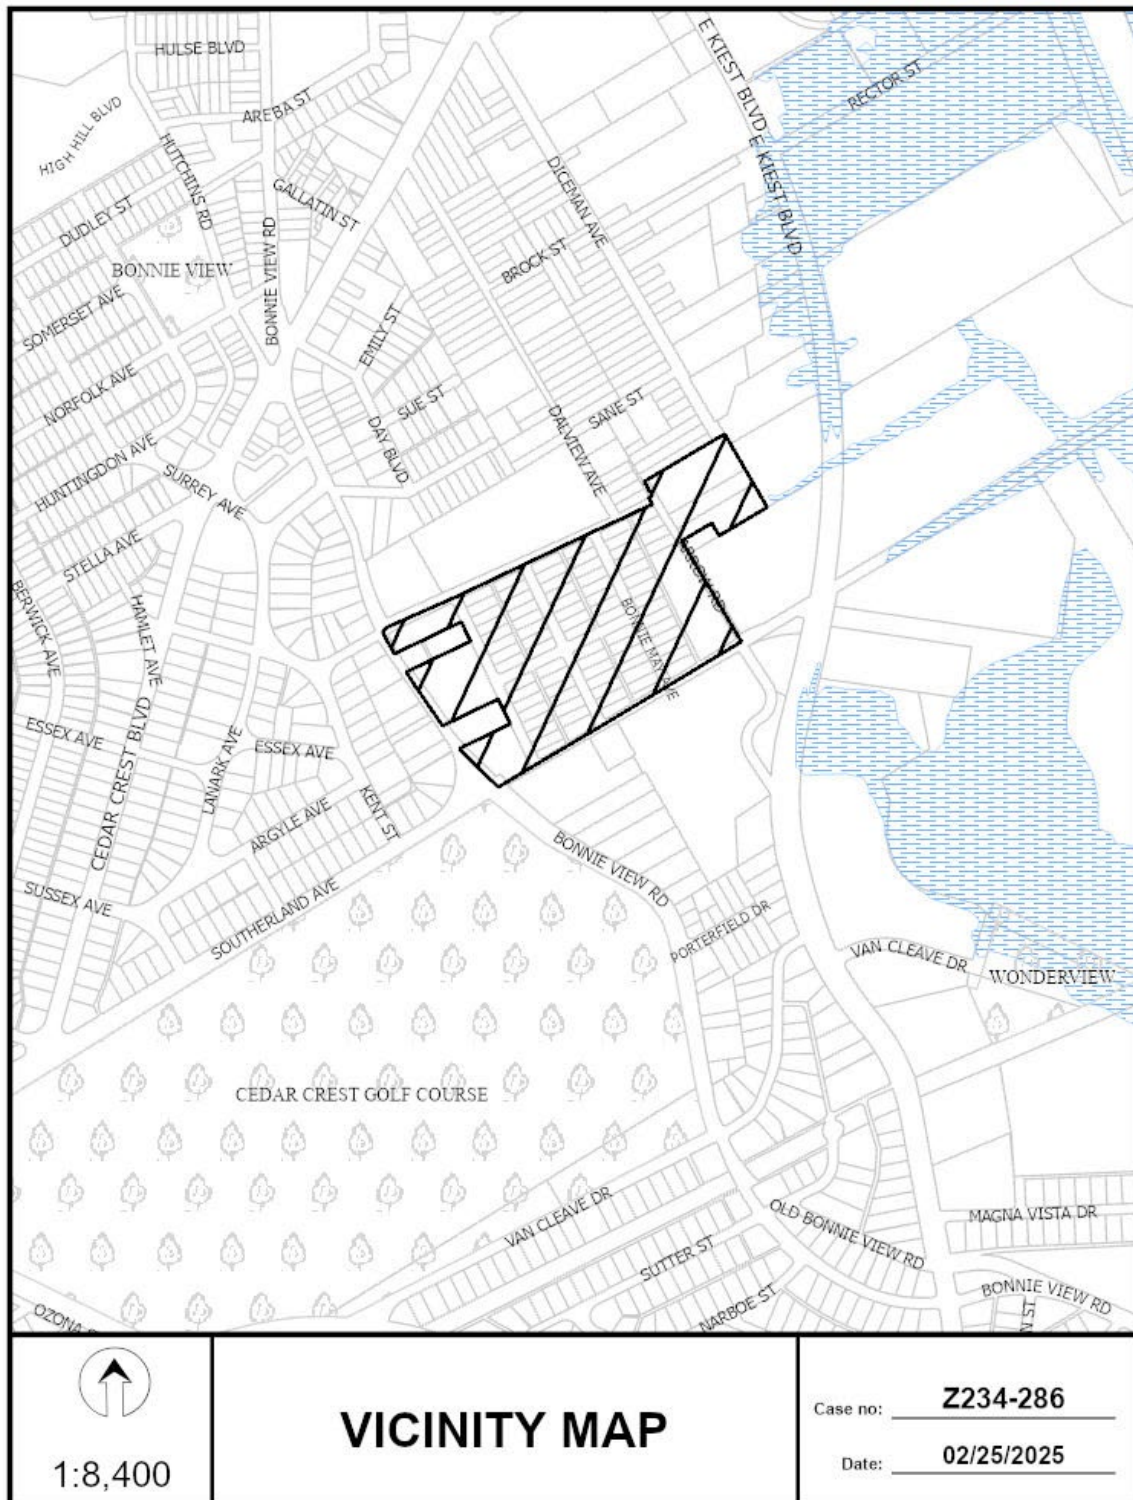 E KIEST BLVD
E KIEST BLVD
HULSE BLVD
RECTOR ST
AREBA ST
HIGH HILL BLVD
HUTCHINS RD
DICEMAN AVE
GALLATIN ST
DUDLEY ST
BROCK ST
BONNIE VIEW
BONNIE VIEW RD
SOMERSET AVE
EMILY ST
NORFOLK AVE
SUE ST
SANE ST
DAY BLVD
DALVIEW AVE
HUNTINGDON AVE
SURREY AVE
STELLA AVE
BERWICK AVE
HAMLET AVE
BONNIE MAY AVE
ESSEX AVE
ESSEX AVE
LANARK AVE
CEDAR CREST BLVD
KENT ST
ARGYLE AVE
BONNIE VIEW RD
SUSSEX AVE
SOUTHERLAND AVE
PORTERFIELD DR
VAN CLEAVE DR
WONDERVIEW
CEDAR CREST GOLF COURSE
VAN CLEAVE DR
OLD BONNIE VIEW RD
MAGNA VISTA DR
SUTTER ST
NARBOE ST
BONNIE VIEW RD
N ST
OZONA
1:8,400
VICINITY MAP
Case no: Z234-286
Date: 02/25/2025